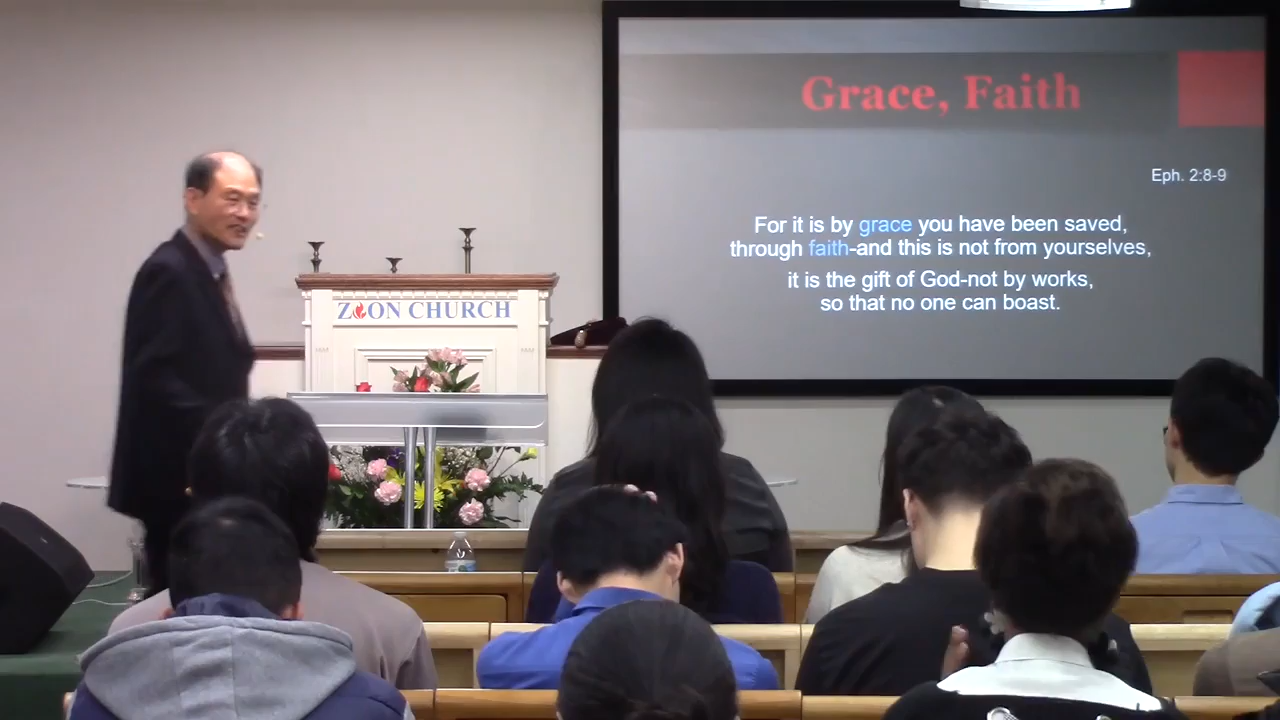 Grace, Faith
Eph. 2:8-9
For it is by grace you have been saved,
through faith-and this is not from yourselves,
it is the gift of God-not by works,
so that no one can boast.
ZION CHURCH